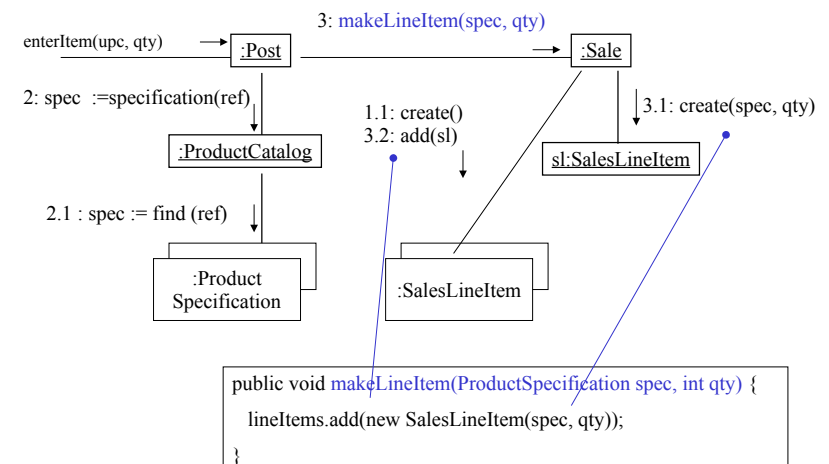 3: makeLineItem(spec, qty)
enterItem(upc, qty)
:Post
:Sale
2: spec :=specification(ref)
1.1: create()
3.2: add(sl)
3.1: create(spec, qty)
:ProductCatalog
sl:SalesLineItem
2.1 : spec := find (ref)
:Product
Specification
:SalesLineItem
public void makeLineItem(ProductSpecification spec, int qty) {
lineItems.add(new SalesLineItem(spec, qty));
}